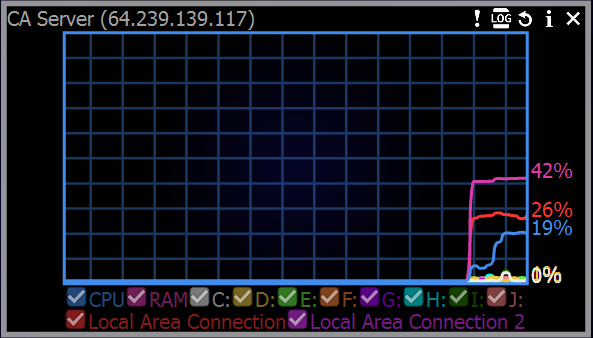 CA Server (64.239.139.117) ! LOG i
42%
26%
19%
0%
CPU RAM C: D: E: F: G: H: I: J:
Local Area Connection Local Area Connection 2